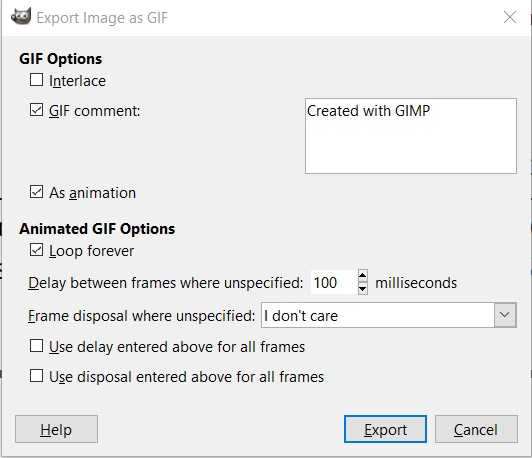 Export Image as GIF
GIF Options
Interlace
GIF comment:
Created with GIMP
As animation
Animated GIF Options
Loop forever
Delay between frames where unspecified: 100 milliseconds
Frame disposal where unspecified: I don't care
Use delay entered above for all frames
Use disposal entered above for all frames
Help Export Cancel